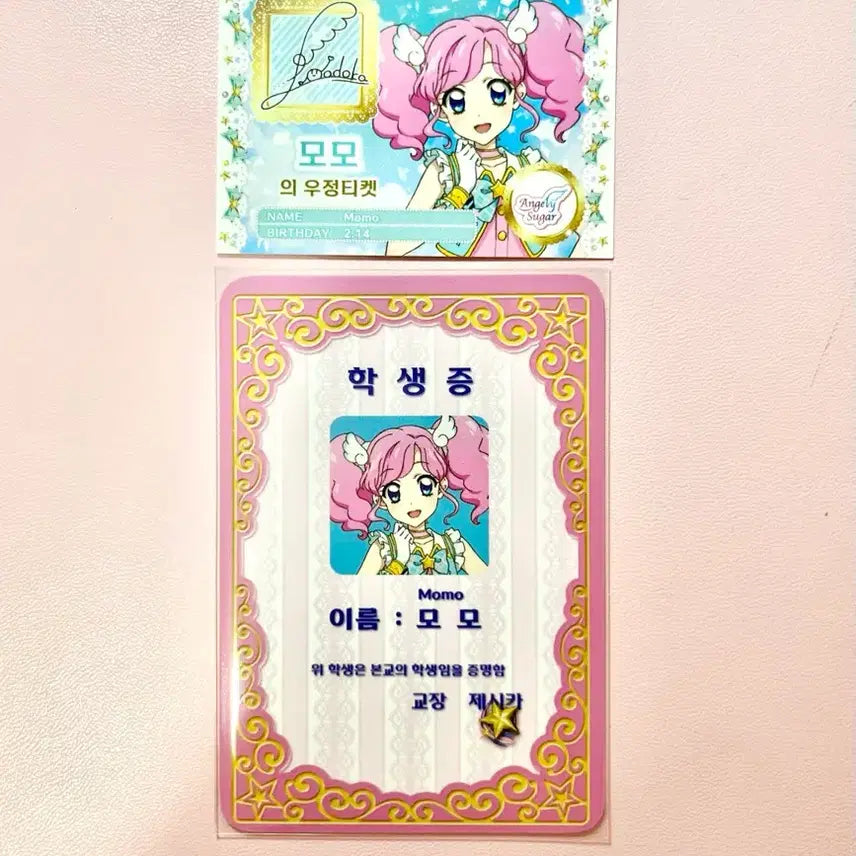 Madoka
모모
의 우정티켓
Angely
Sugar
NAME Momo
BIRTHDAY 2.14
학생증
Momo
이름 : 모모
위 학생은 본교의 학생임을 증명함
교장 제시카